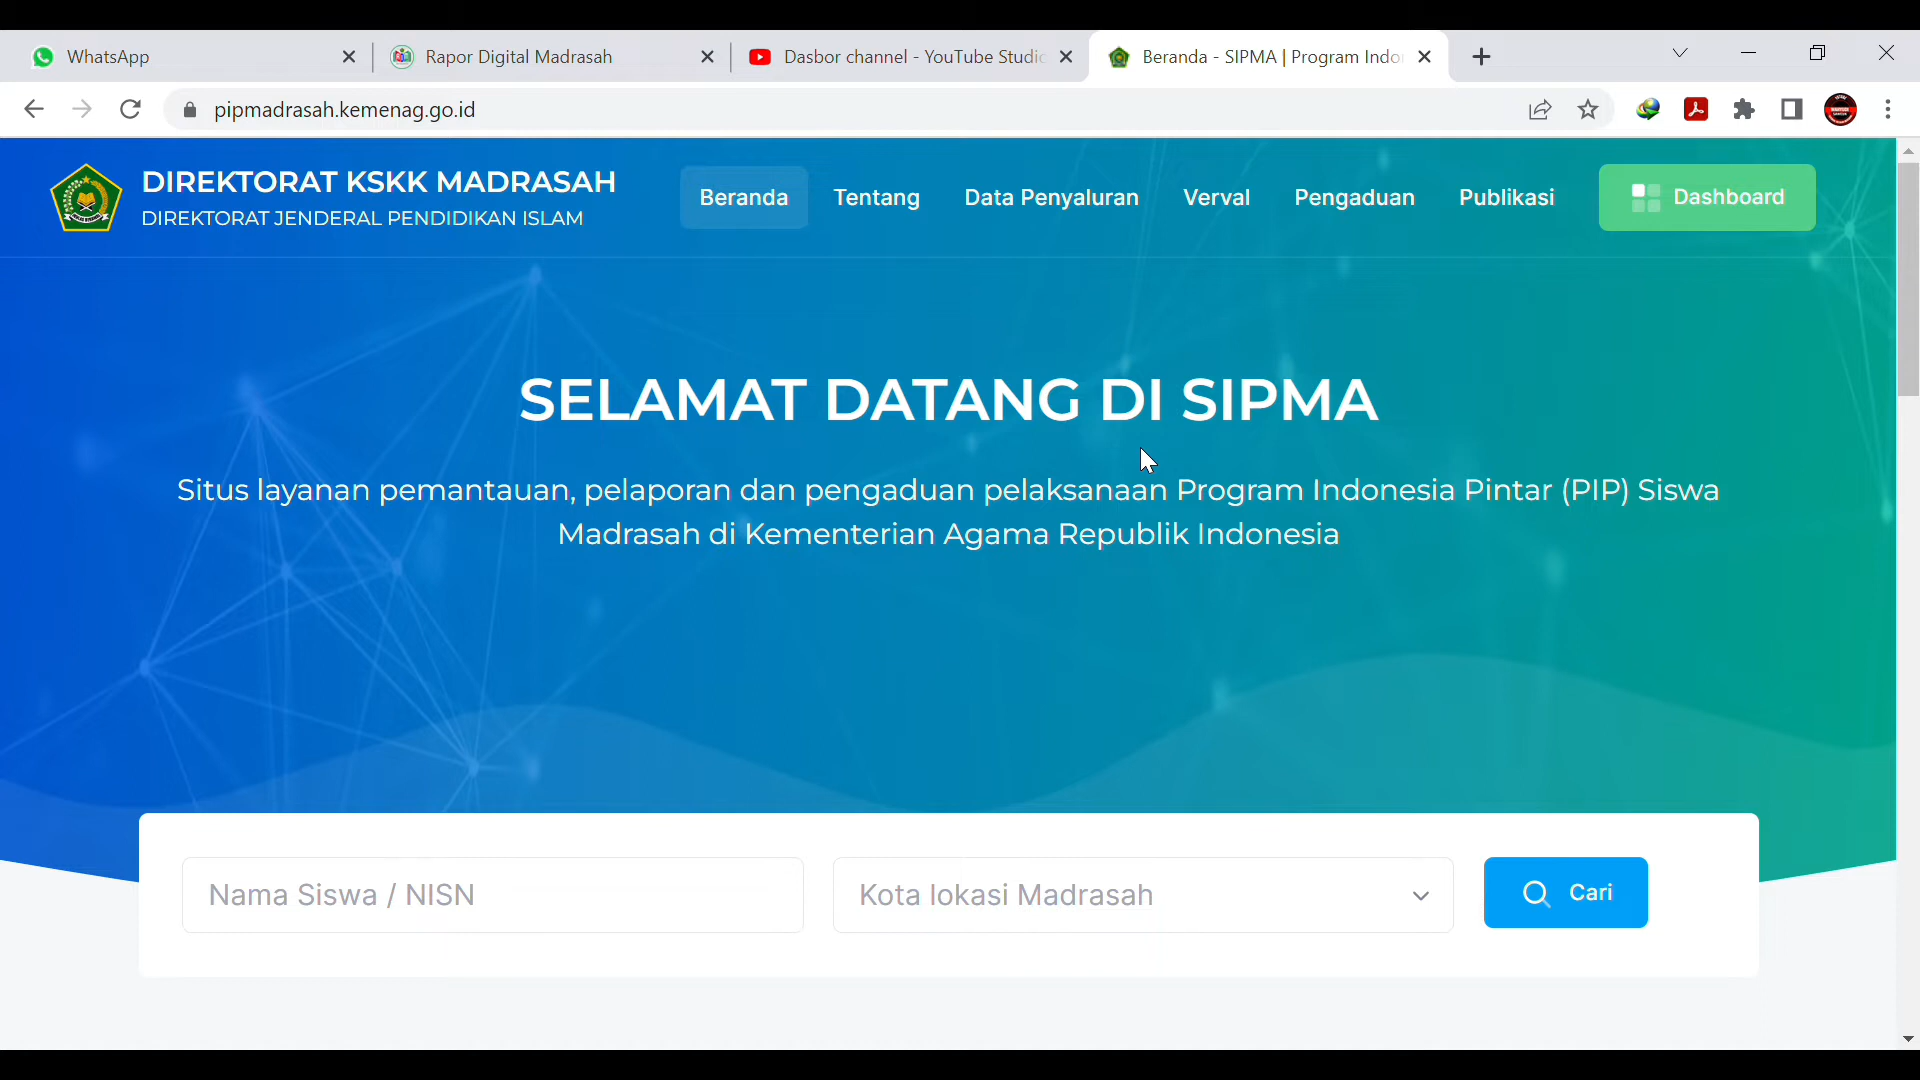 WhatsApp
Rapor Digital Madrasah
Dasbor channel - YouTube Studio
Beranda - SIPMA | Program Indo
pipmadrasah.kemenag.go.id
DIREKTORAT KSKK MADRASAH
DIREKTORAT JENDERAL PENDIDIKAN ISLAM
Beranda
Tentang
Data Penyaluran
Verval
Pengaduan
Publikasi
Dashboard
SELAMAT DATANG DI SIPMA
Situs layanan pemantauan, pelaporan dan pengaduan pelaksanaan Program Indonesia Pintar (PIP) Siswa
Madrasah di Kementerian Agama Republik Indonesia
Nama Siswa / NISN
Kota lokasi Madrasah
Cari